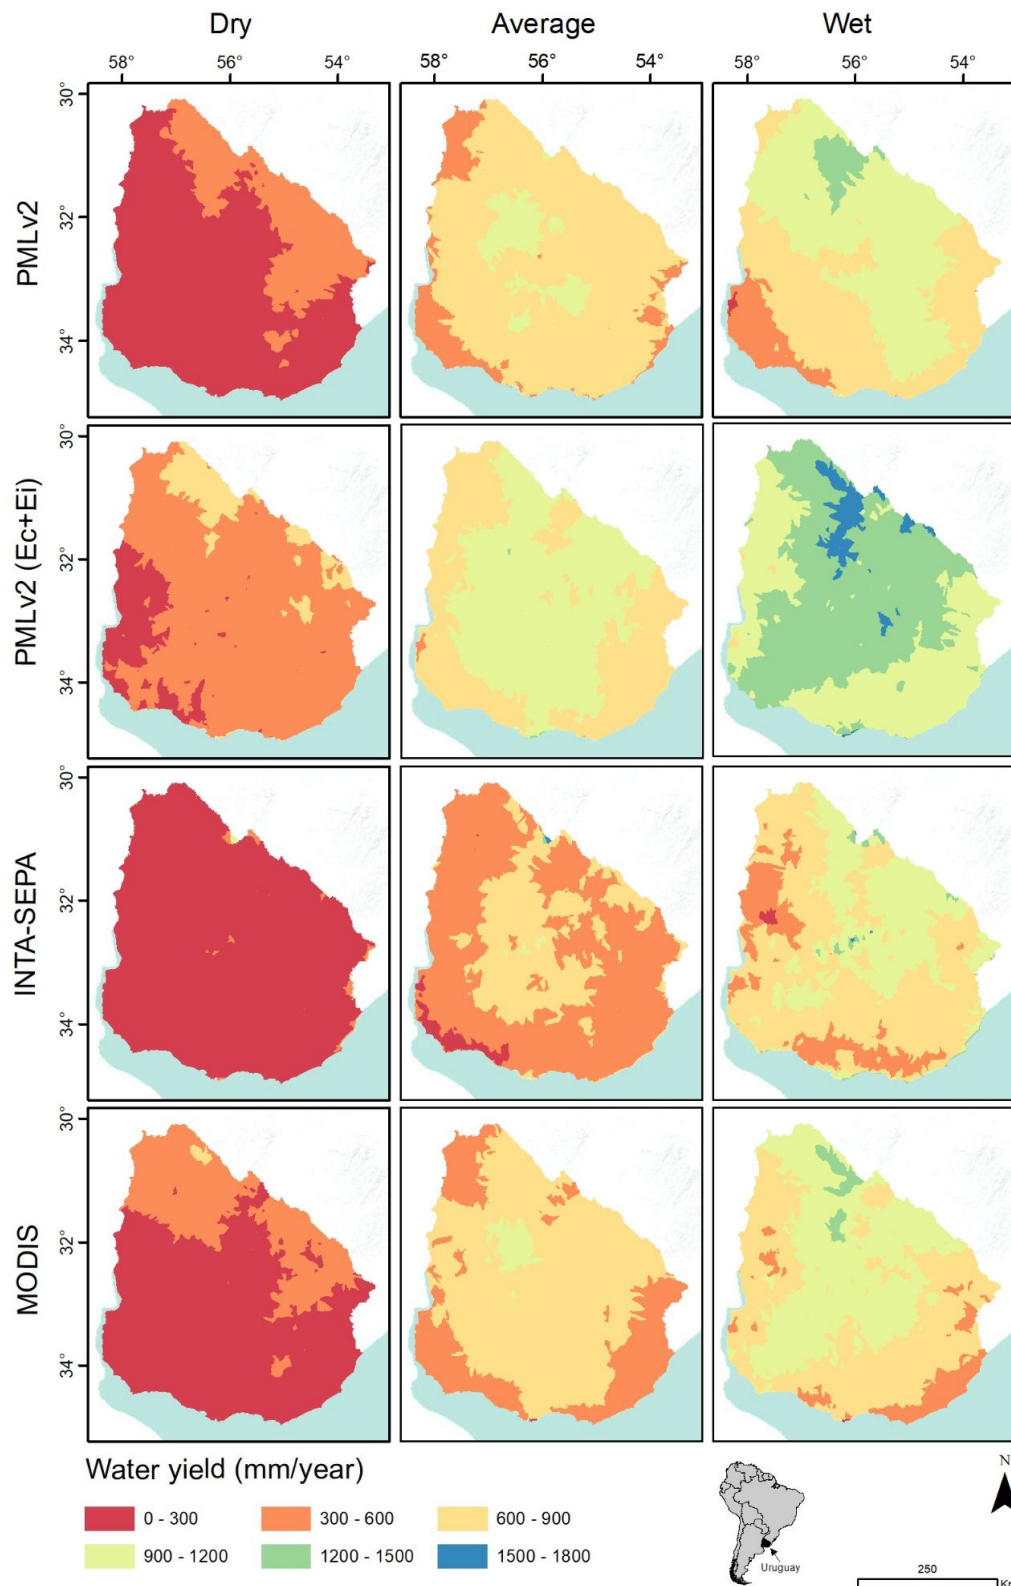 Dry Average Wet
58° 56° 54° 58° 56° 54° 58° 56° 54°
30°
32°
34°
PMLv2
30°
32°
34°
PMLv2 (Ec+Ei)
30°
32°
34°
INTA-SEPA
30°
32°
34°
MODIS
Water yield (mm/year)
0 - 300 300 - 600 600 - 900
900 - 1200 1200 - 1500 1500 - 1800
Uruguay
N
250
Km